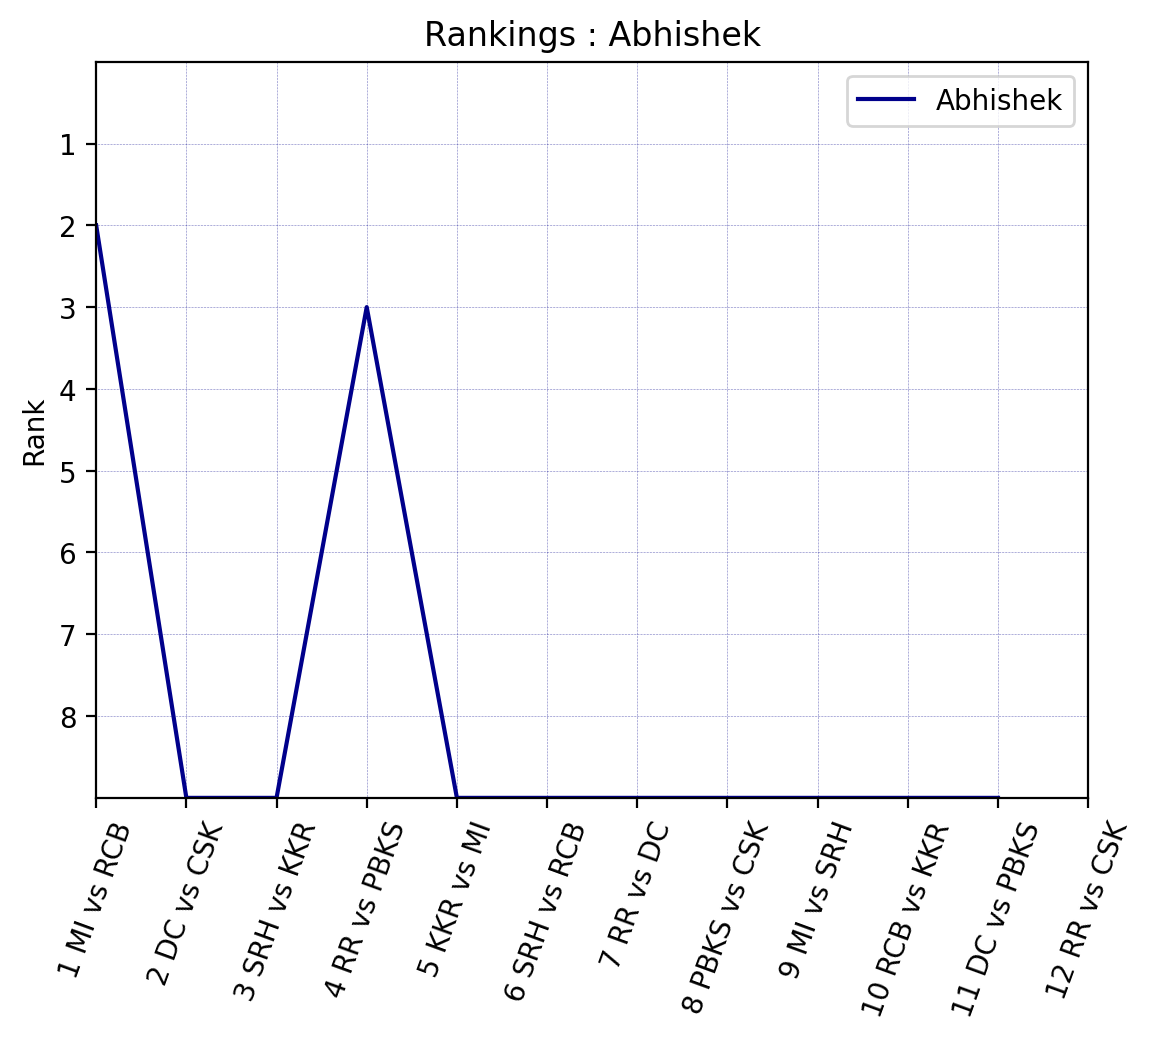 Rankings : Abhishek
Abhishek
Rank
1
2
3
4
5
6
7
8
1 MI vs RCB
2 DC vs CSK
3 SRH vs KKR
4 RR vs PBKS
5 KKR vs MI
6 SRH vs RCB
7 RR vs DC
8 PBKS vs CSK
9 MI vs SRH
10 RCB vs KKR
11 DC vs PBKS
12 RR vs CSK